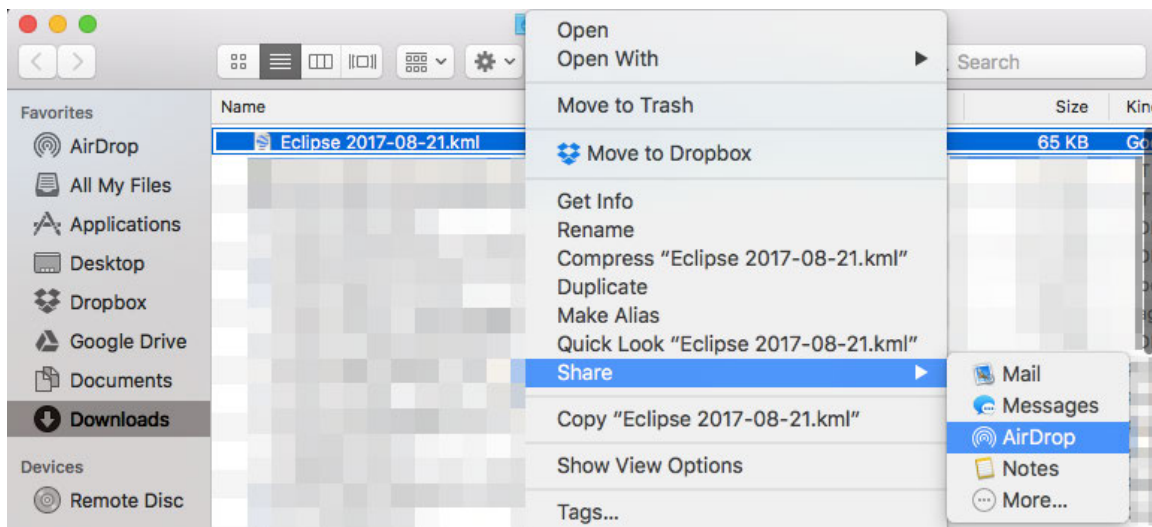 Search
Name
Size
Kin
Favorites
AirDrop
All My Files
Applications
Desktop
Dropbox
Google Drive
Documents
Downloads
Devices
Remote Disc
Eclipse 2017-08-21.kml
65 KB
Go
Open
Open With
Move to Trash
Move to Dropbox
Get Info
Rename
Compress “Eclipse 2017-08-21.kml”
Duplicate
Make Alias
Quick Look “Eclipse 2017-08-21.kml”
Share
Copy “Eclipse 2017-08-21.kml”
Show View Options
Tags...
Mail
Messages
AirDrop
Notes
More...